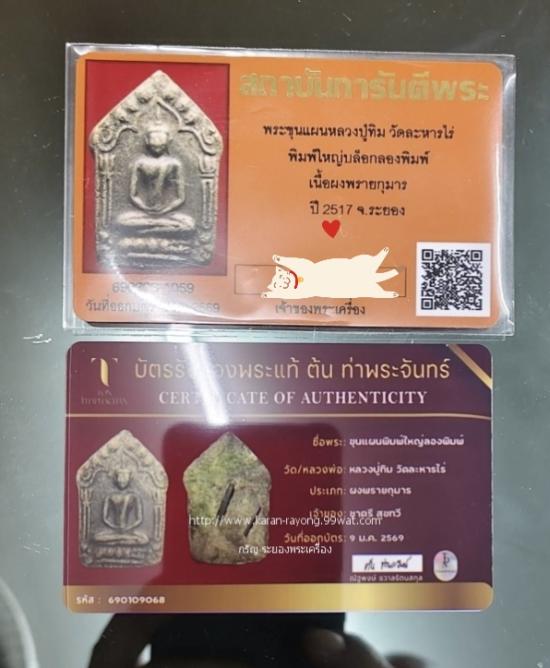 สถาบันการันตีพระ
พระขุนแผนหลวงปู่ทิม วัดละหารไร่
พิมพ์ใหญ่บล็อกลองพิมพ์
เนื้อผงพรายกุมาร
ปี 2517 จ.ระยอง
1059
วันที่ออกบัตร
เจ้าของพระเครื่อง
พระแท้ ต้น ท่าพระจันทร์
OF AUTHENTICITY
ชื่อพระ: ขุนแผนพิมพ์ใหญ่ลองพิมพ์
วัด/หลวงพ่อ: หลวงปู่ทิม วัดละหารไร่
ประเภท: ผงพรายกุมาร
เจ้าของ: ชาตรี สุขทวี
http://www.karan-rayong.99wat.com
วันที่ออกบัตร: 9 ม.ค. 2569
กรัญ ระยองพระเครื่อง
รหัส : 690109068